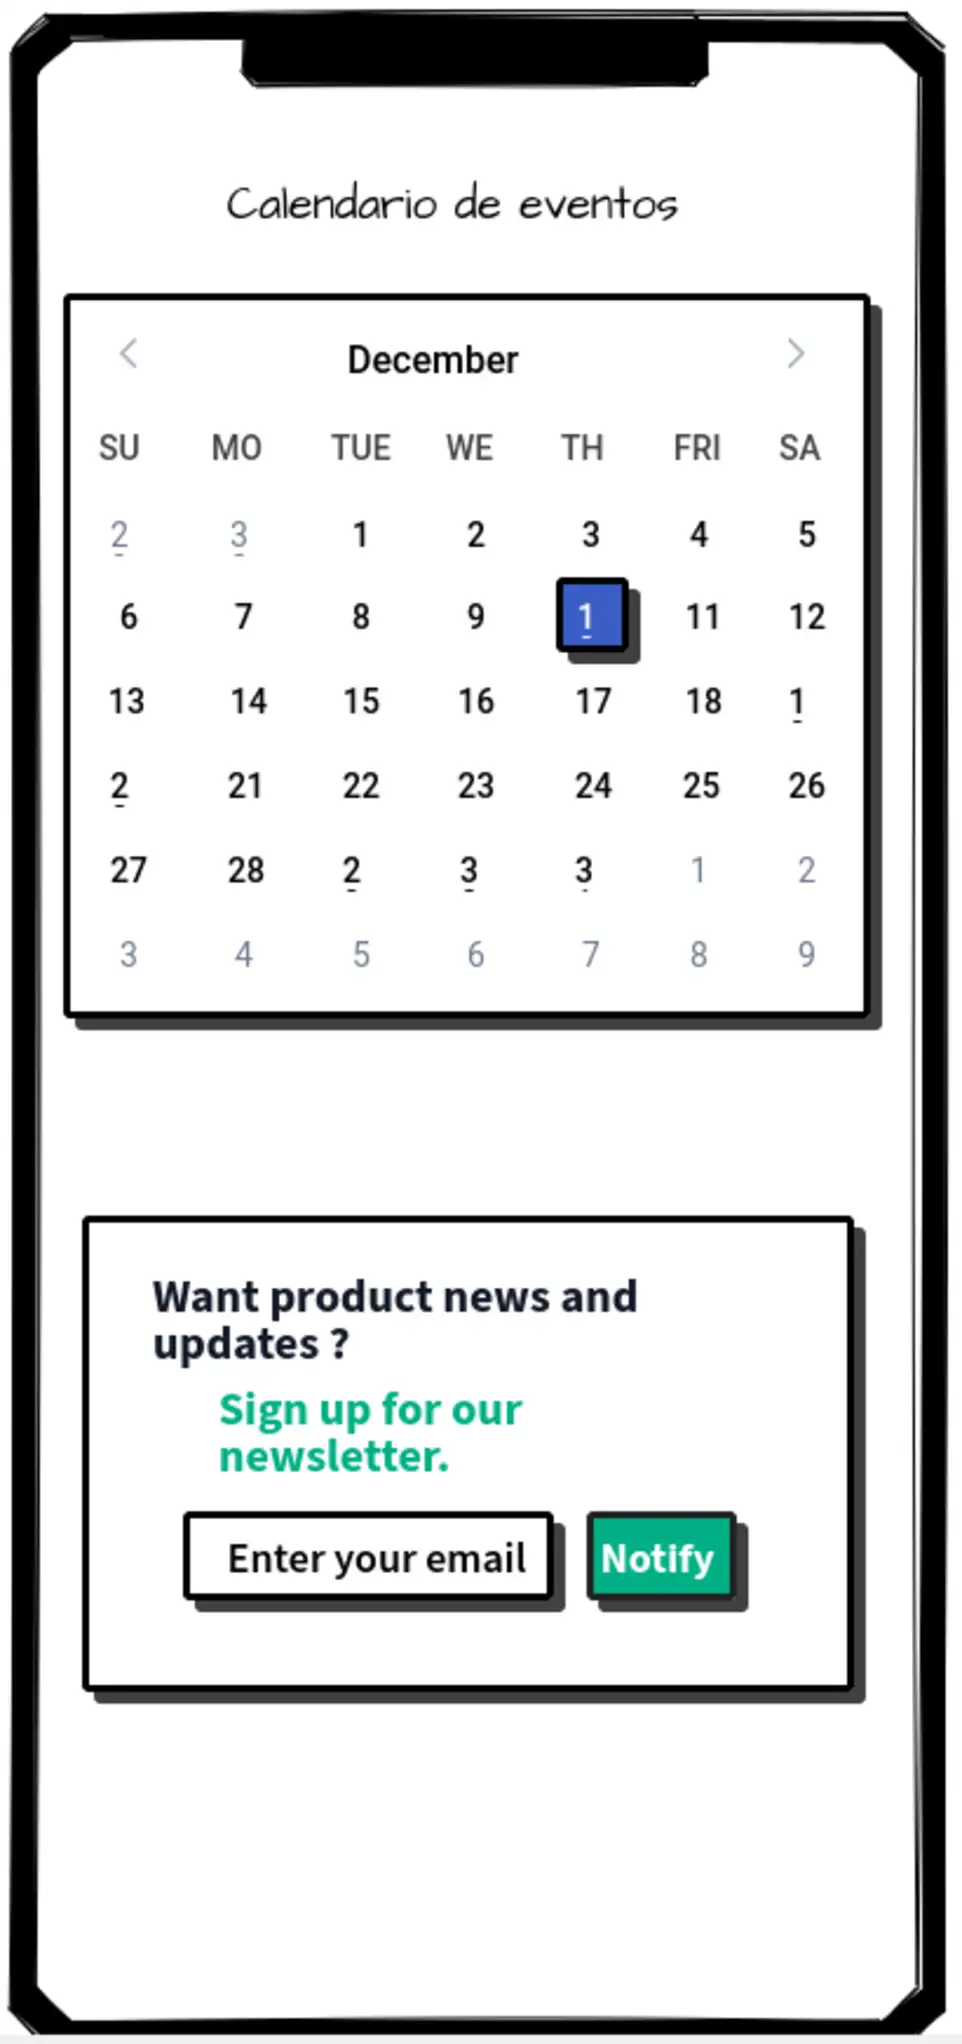 Calendario de eventos
December
SU MO TUE WE TH FRI SA
2 3 1 2 3 4 5
6 7 8 9 1 11 12
13 14 15 16 17 18 1
2 21 22 23 24 25 26
27 28 2 3 3 1 2
3 4 5 6 7 8 9
Want product news and
updates ?
Sign up for our
newsletter.
Enter your email Notify